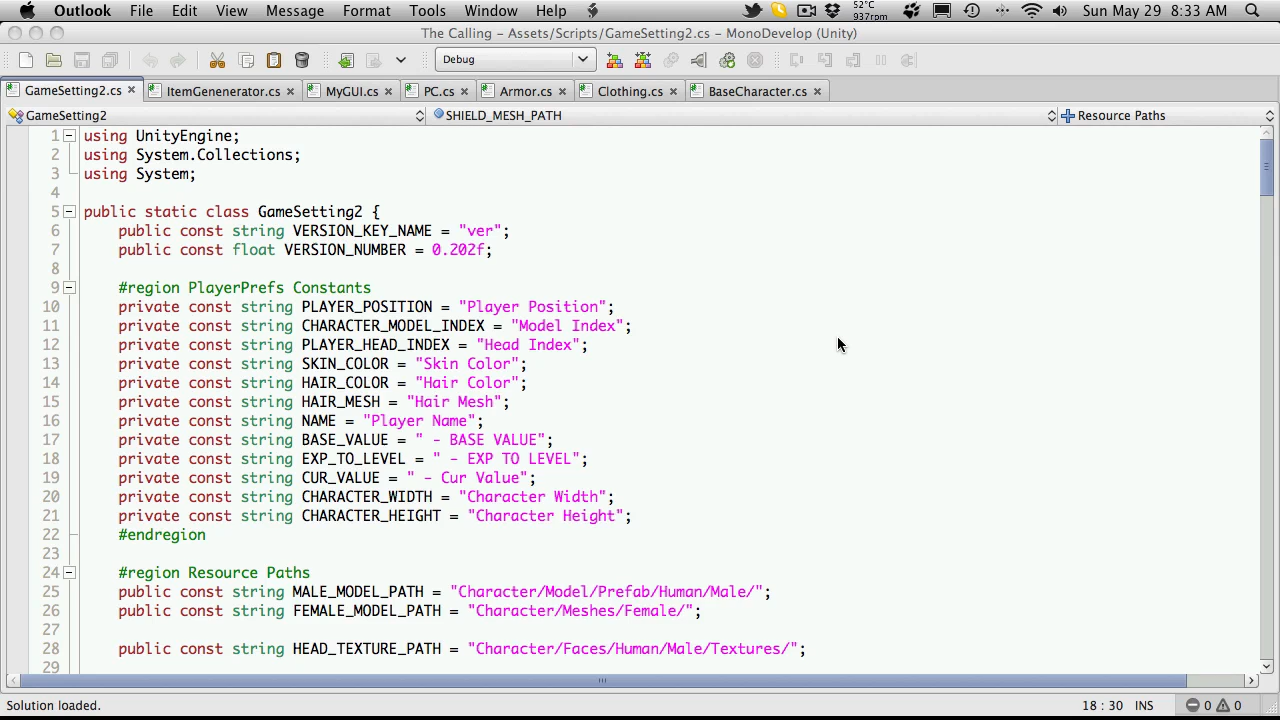 Outlook File Edit View Message Format Tools Window Help 52°C 937rpm Sun May 29 8:33 AM
The Calling – Assets/Scripts/GameSetting2.cs – MonoDevelop (Unity)
Debug
GameSetting2.cs ItemGenenerator.cs MyGUI.cs PC.cs Armor.cs Clothing.cs BaseCharacter.cs
GameSetting2 SHIELD_MESH_PATH Resource Paths
1 using UnityEngine;
2 using System.Collections;
3 using System;
4
5 public static class GameSetting2 {
6 public const string VERSION_KEY_NAME = "ver";
7 public const float VERSION_NUMBER = 0.202f;
8
9 #region PlayerPrefs Constants
10 private const string PLAYER_POSITION = "Player Position";
11 private const string CHARACTER_MODEL_INDEX = "Model Index";
12 private const string PLAYER_HEAD_INDEX = "Head Index";
13 private const string SKIN_COLOR = "Skin Color";
14 private const string HAIR_COLOR = "Hair Color";
15 private const string HAIR_MESH = "Hair Mesh";
16 private const string NAME = "Player Name";
17 private const string BASE_VALUE = " - BASE VALUE";
18 private const string EXP_TO_LEVEL = " - EXP TO LEVEL";
19 private const string CUR_VALUE = " - Cur Value";
20 private const string CHARACTER_WIDTH = "Character Width";
21 private const string CHARACTER_HEIGHT = "Character Height";
22 #endregion
23
24 #region Resource Paths
25 public const string MALE_MODEL_PATH = "Character/Model/Prefab/Human/Male/";
26 public const string FEMALE_MODEL_PATH = "Character/Meshes/Female/";
27
28 public const string HEAD_TEXTURE_PATH = "Character/Faces/Human/Male/Textures/";
29
Solution loaded. 18 : 30 INS 0 0